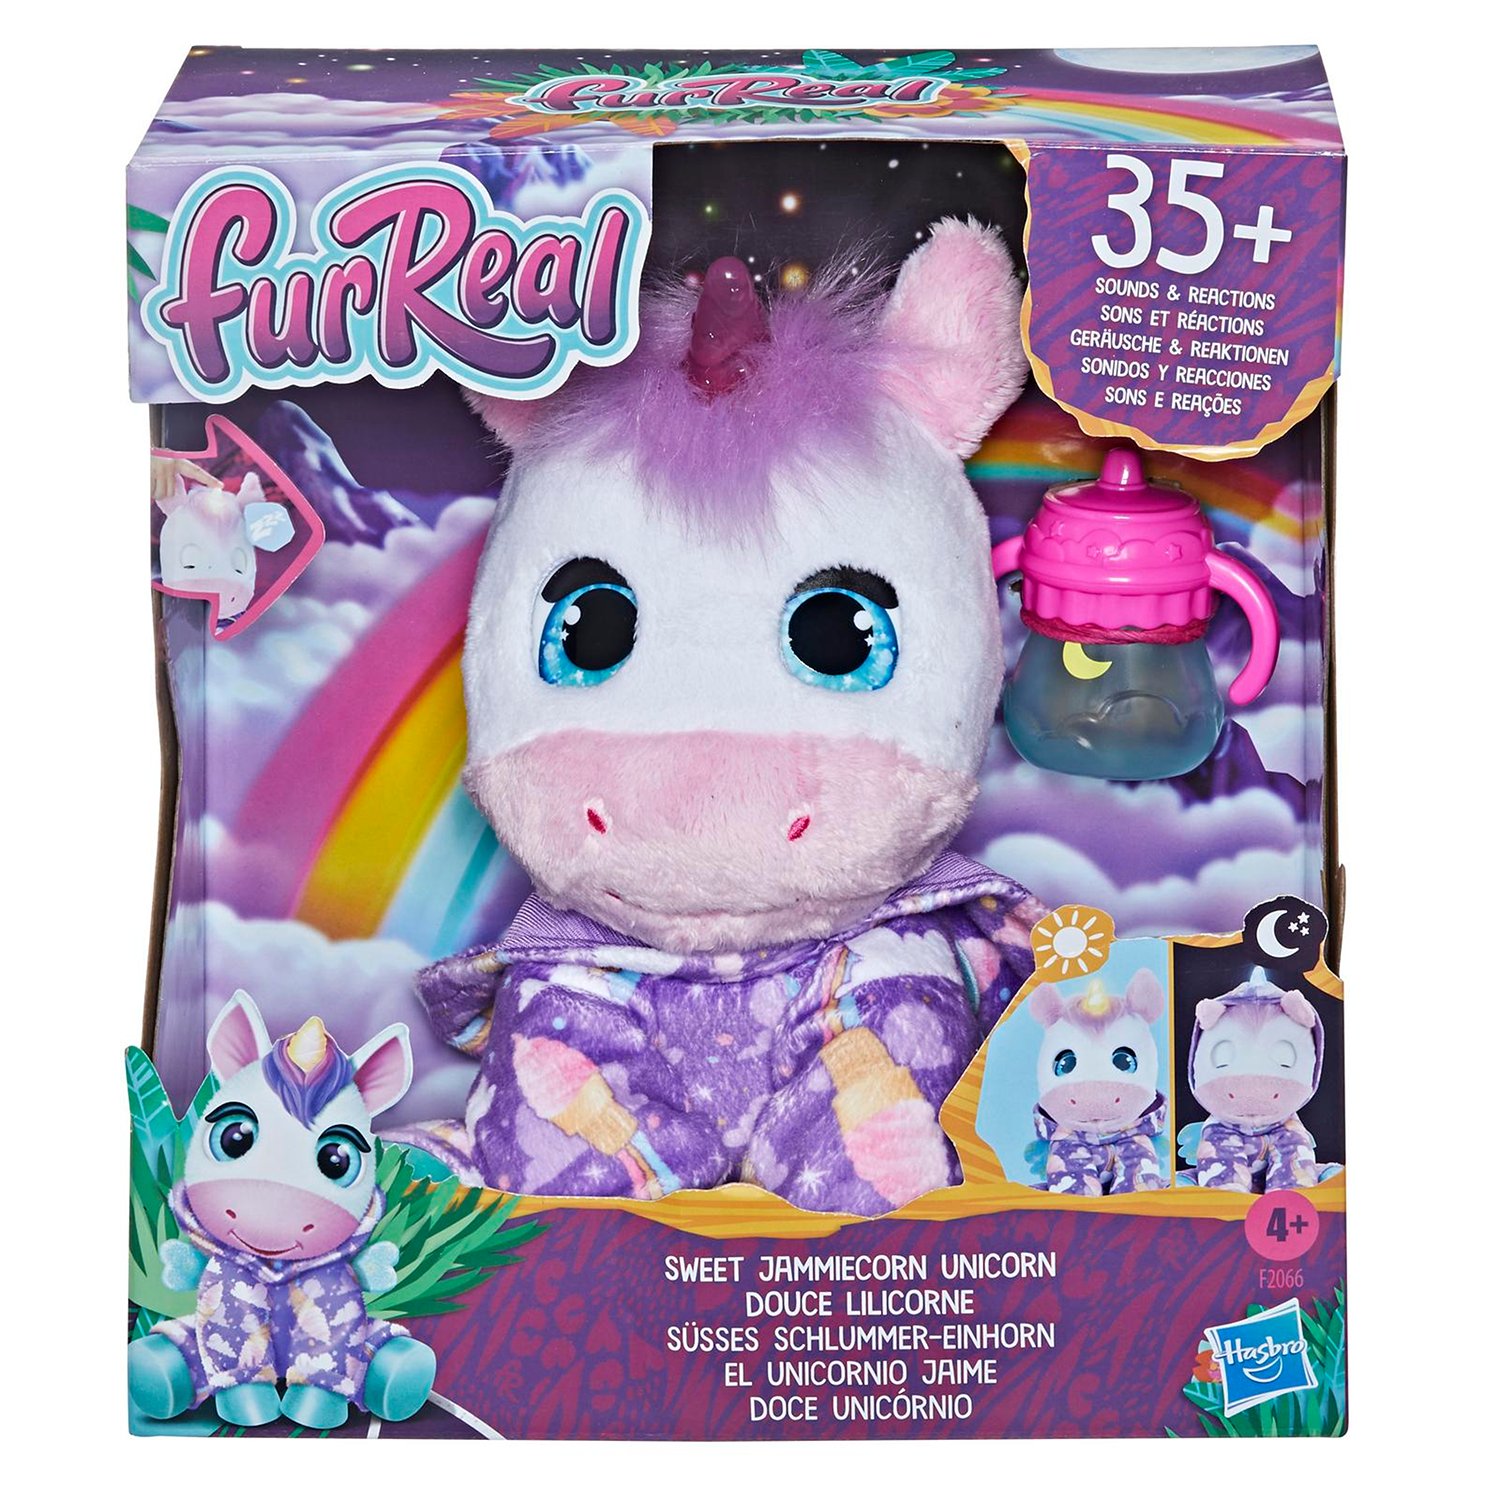 FurReal
furReal
35+
SOUNDS & REACTIONS
SONS ET RÉACTIONS
GERÄUSCHE & REAKTIONEN
SONIDOS Y REACCIONES
SONS E REAÇÕES
ZZZ
4+
F2066
SWEET JAMMIECORN UNICORN
DOUCE LILICORNE
SÜSSES SCHLUMMER-EINHORN
EL UNICORNIO JAIME
DOCE UNICÓRNIO
Hasbro